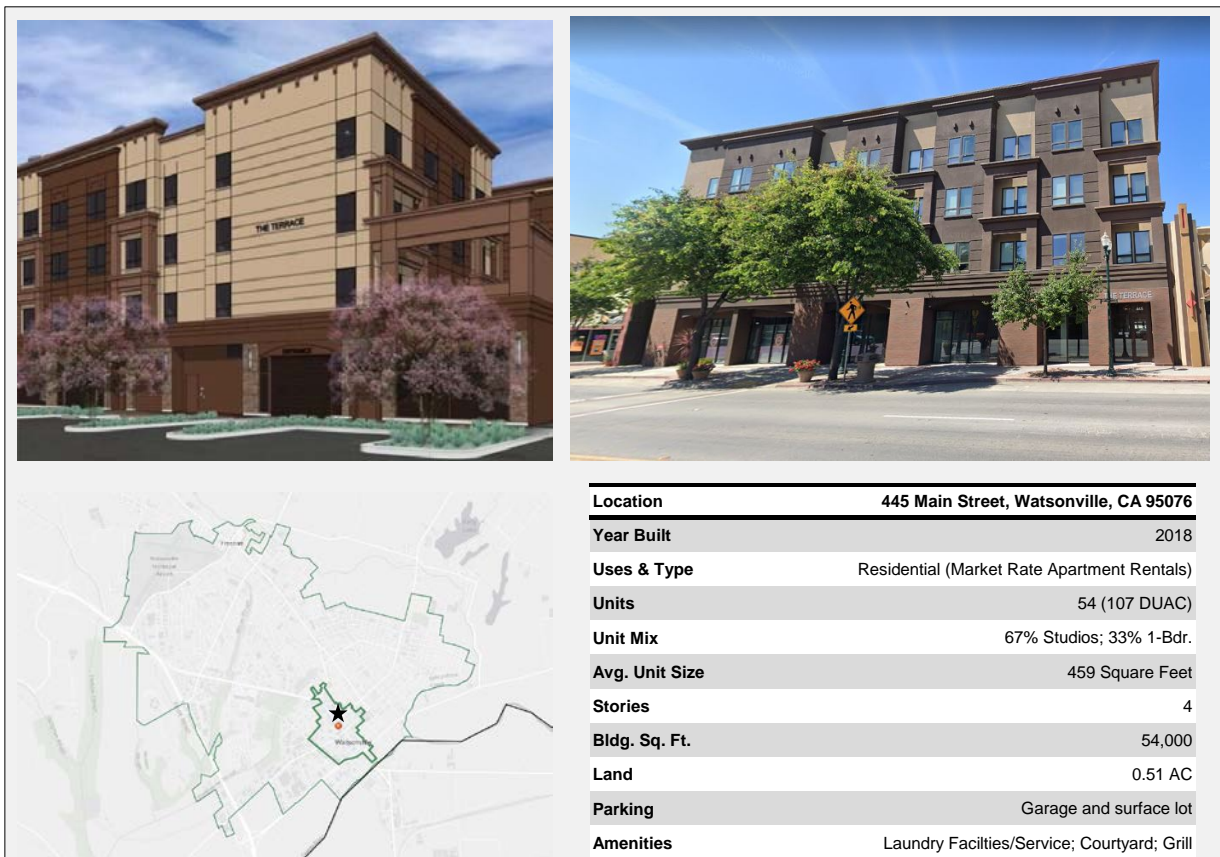 THE TERRACE
ENTRANCE
THE TERRACE
Freedom
Watsonville
Location 445 Main Street, Watsonville, CA 95076
Year Built 2018
Uses & Type Residential (Market Rate Apartment Rentals)
Units 54 (107 DUAC)
Unit Mix 67% Studios; 33% 1-Bdr.
Avg. Unit Size 459 Square Feet
Stories 4
Bldg. Sq. Ft. 54,000
Land 0.51 AC
Parking Garage and surface lot
Amenities Laundry Facilties/Service; Courtyard; Grill